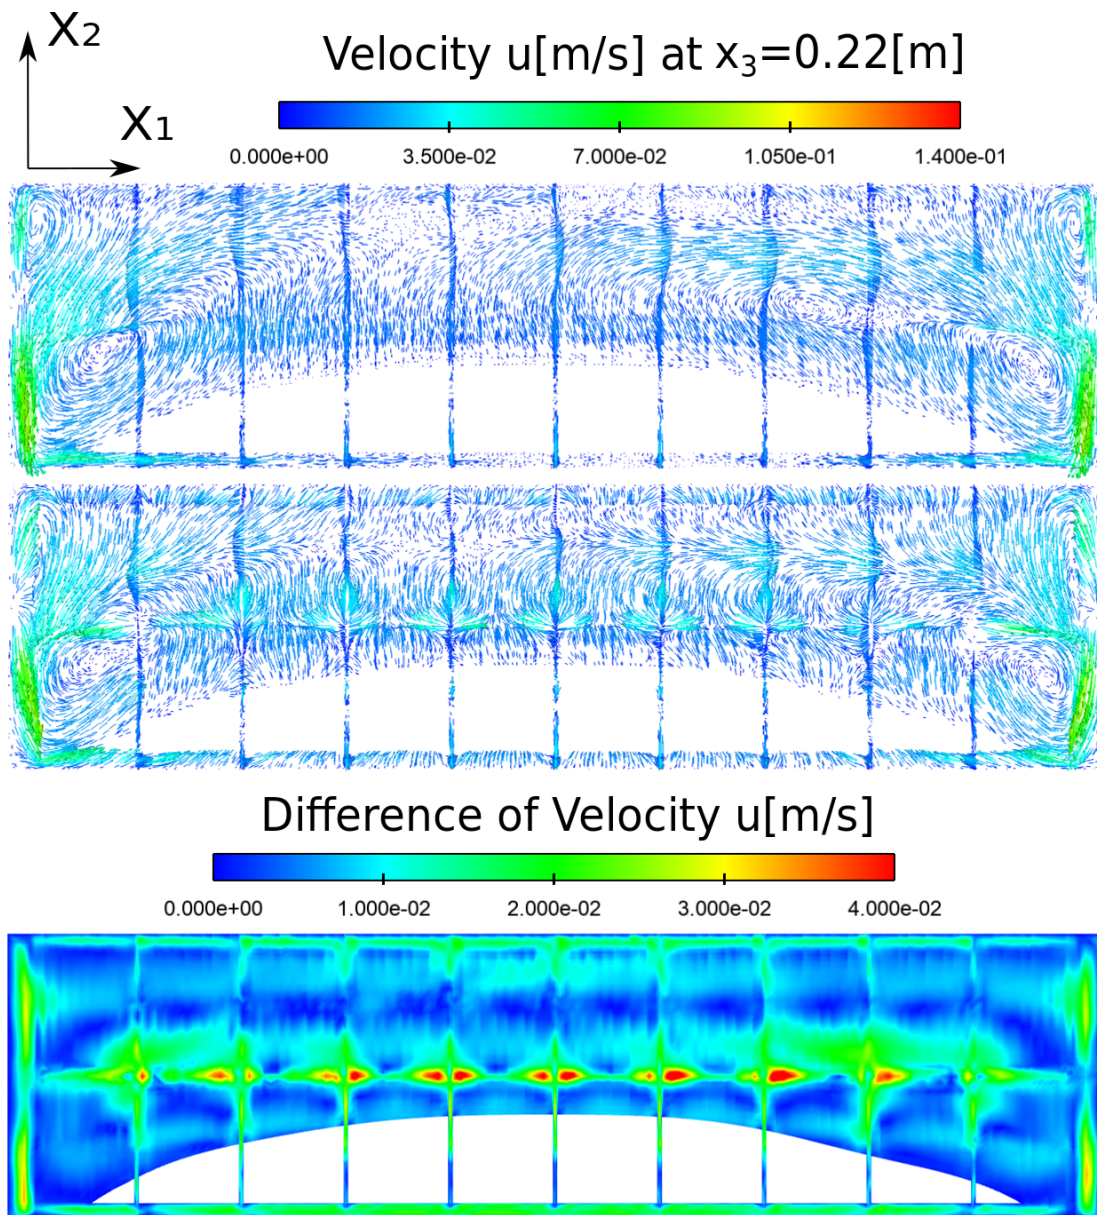 X2
Velocity u[m/s] at x3=0.22[m]
X1
0.000e+00 3.500e-02 7.000e-02 1.050e-01 1.400e-01
Difference of Velocity u[m/s]
0.000e+00 1.000e-02 2.000e-02 3.000e-02 4.000e-02